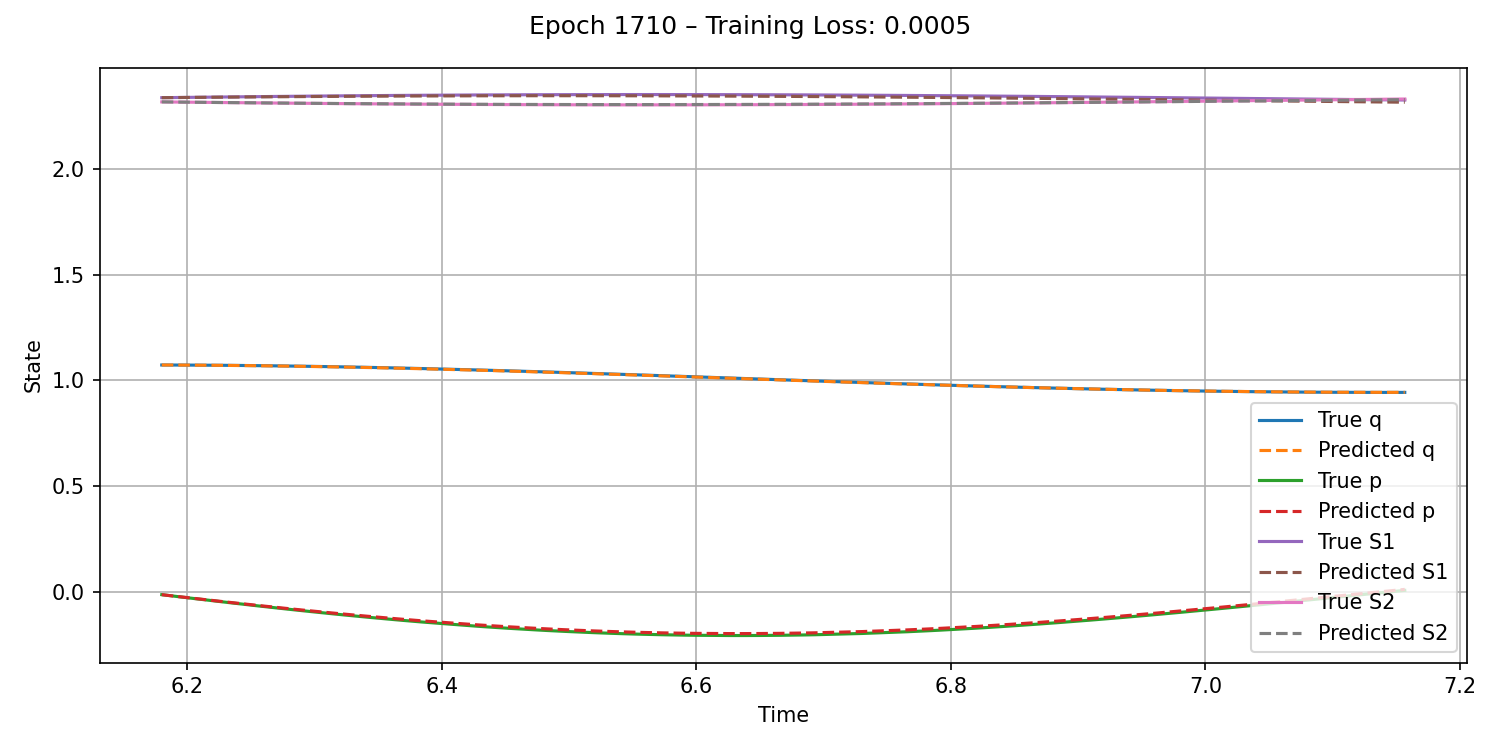 Epoch 1710 – Training Loss: 0.0005
State
2.0
1.5
1.0
0.5
0.0
True q
Predicted q
True p
Predicted p
True S1
Predicted S1
True S2
Predicted S2
6.2 6.4 6.6 6.8 7.0 7.2
Time